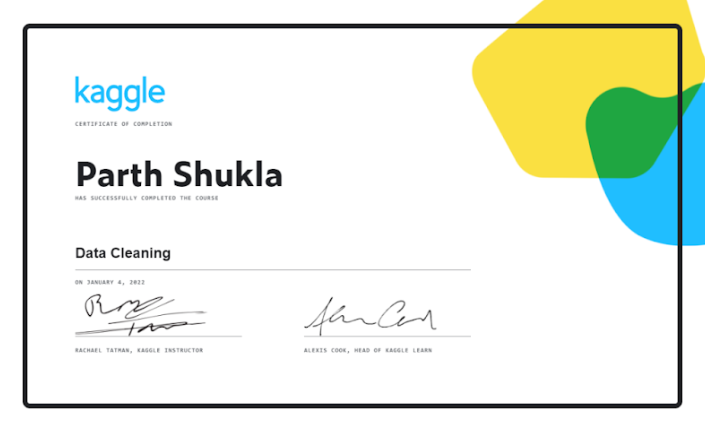 kaggle
CERTIFICATE OF COMPLETION
Parth Shukla
HAS SUCCESSFULLY COMPLETED THE COURSE
Data Cleaning
ON JANUARY 4, 2022
RACHAEL TATMAN, KAGGLE INSTRUCTOR
ALEXIS COOK, HEAD OF KAGGLE LEARN